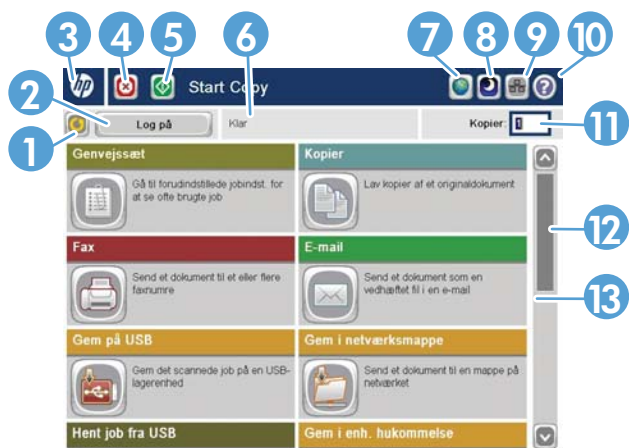 3 4 5 6 7 8 9 10
hp Start Copy ?
2 Log på Klar Kopier: 1 11
1
Genvejssæt
Gå til forudindstillede jobindst. for
at se ofte brugte job
Kopier
Lav kopier af et originaldokument
12
Fax
Send et dokument til et eller flere
faxnumre
E-mail
Send et dokument som en
vedhæftet fil i en e-mail
13
Gem på USB
Gem det scannede job på en USB-
lagerenhed
Gem i netværksmappe
Send et dokument til en mappe på
netværket
Hent job fra USB
Gem i enh. hukommelse